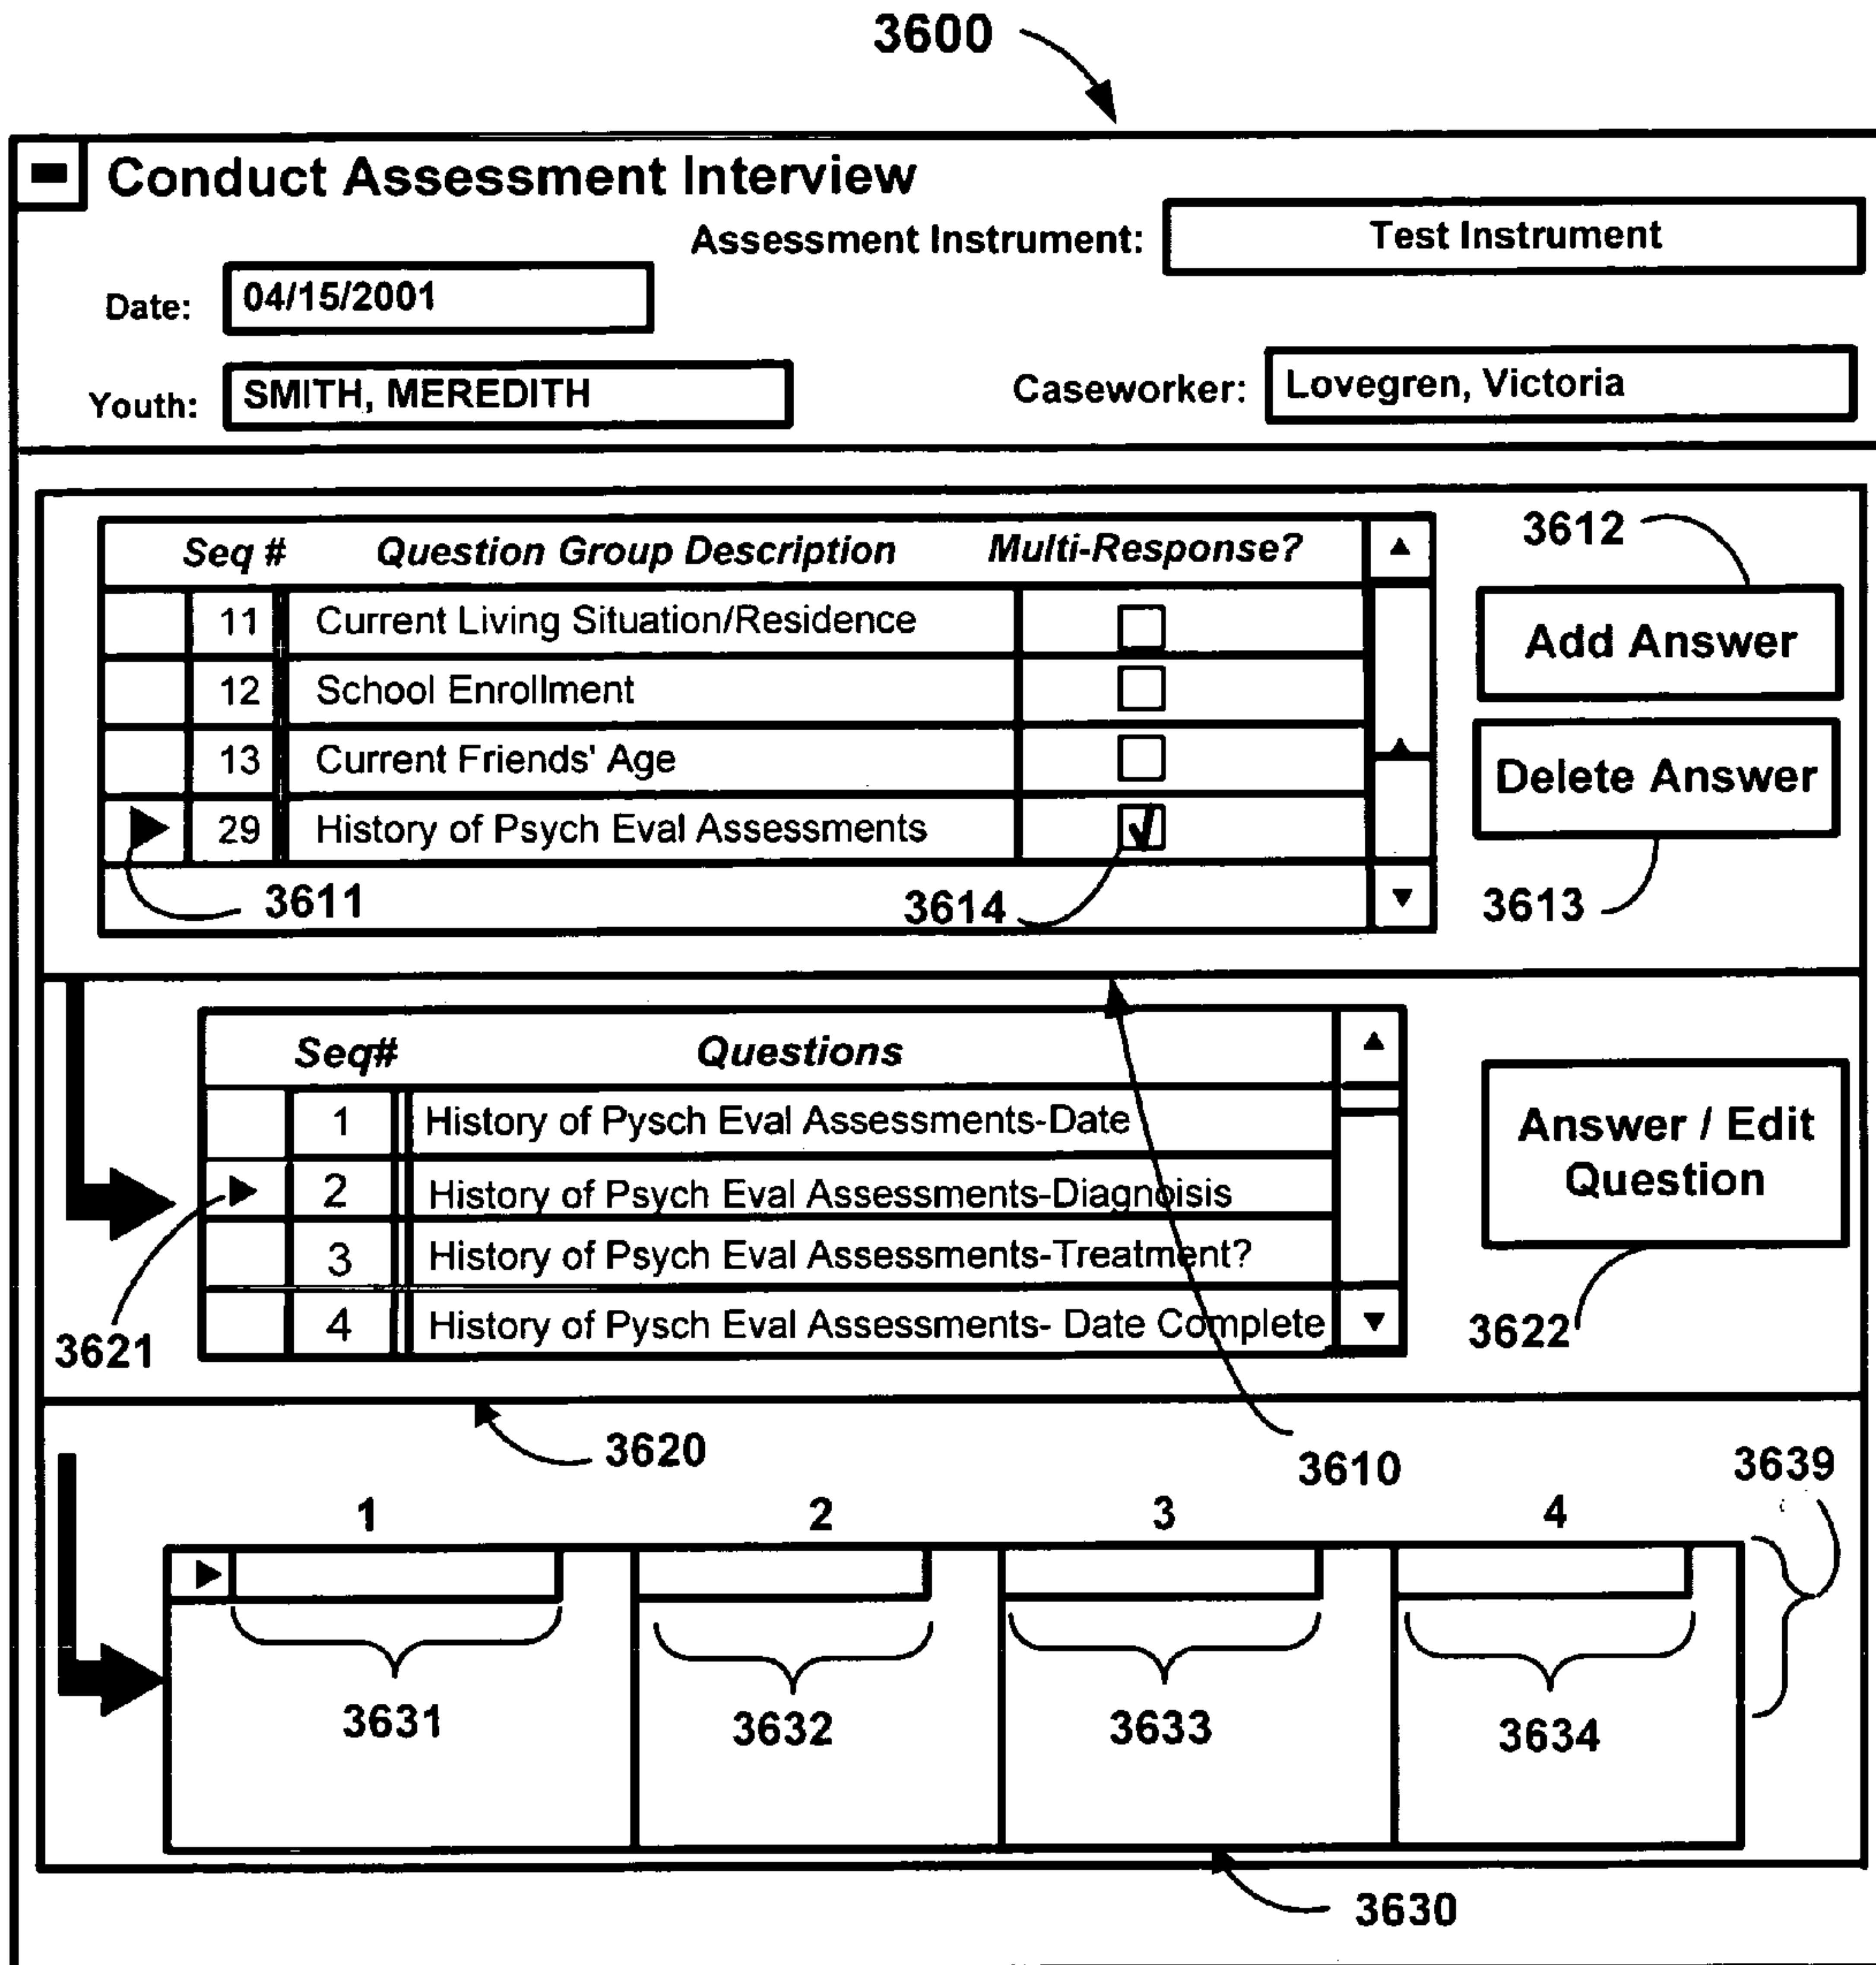 3600
Conduct Assessment Interview
Assessment Instrument: Test Instrument
Date: 04/15/2001
Youth: SMITH, MEREDITH Caseworker: Lovegren, Victoria
Seq # Question Group Description Multi-Response? 3612
11 Current Living Situation/Residence
Add Answer
12 School Enrollment
13 Current Friends' Age
Delete Answer
29 History of Psych Eval Assessments
3611 3614 3613
Seq# Questions
1 History of Pysch Eval Assessments-Date
Answer / Edit
Question
2 History of Psych Eval Assessments-Diagnoisis
3 History of Psych Eval Assessments-Treatment?
4 History of Pysch Eval Assessments- Date Complete
3621 3622
3620 3610 3639
1 2 3 4
3631 3632 3633 3634
3630